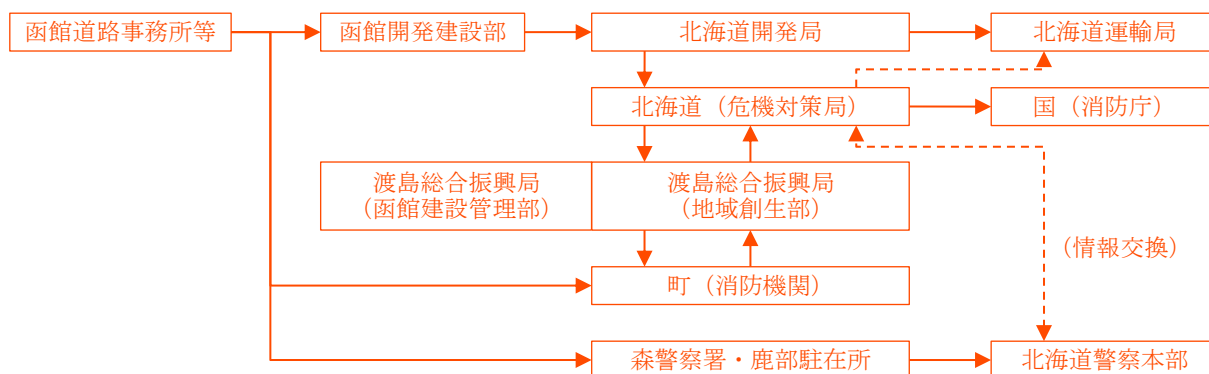 函館道路事務所等
函館開発建設部
北海道開発局
北海道運輸局
北海道（危機対策局）
国（消防庁）
渡島総合振興局
（函館建設管理部）
渡島総合振興局
（地域創生部）
（情報交換）
町（消防機関）
森警察署・鹿部駐在所
北海道警察本部